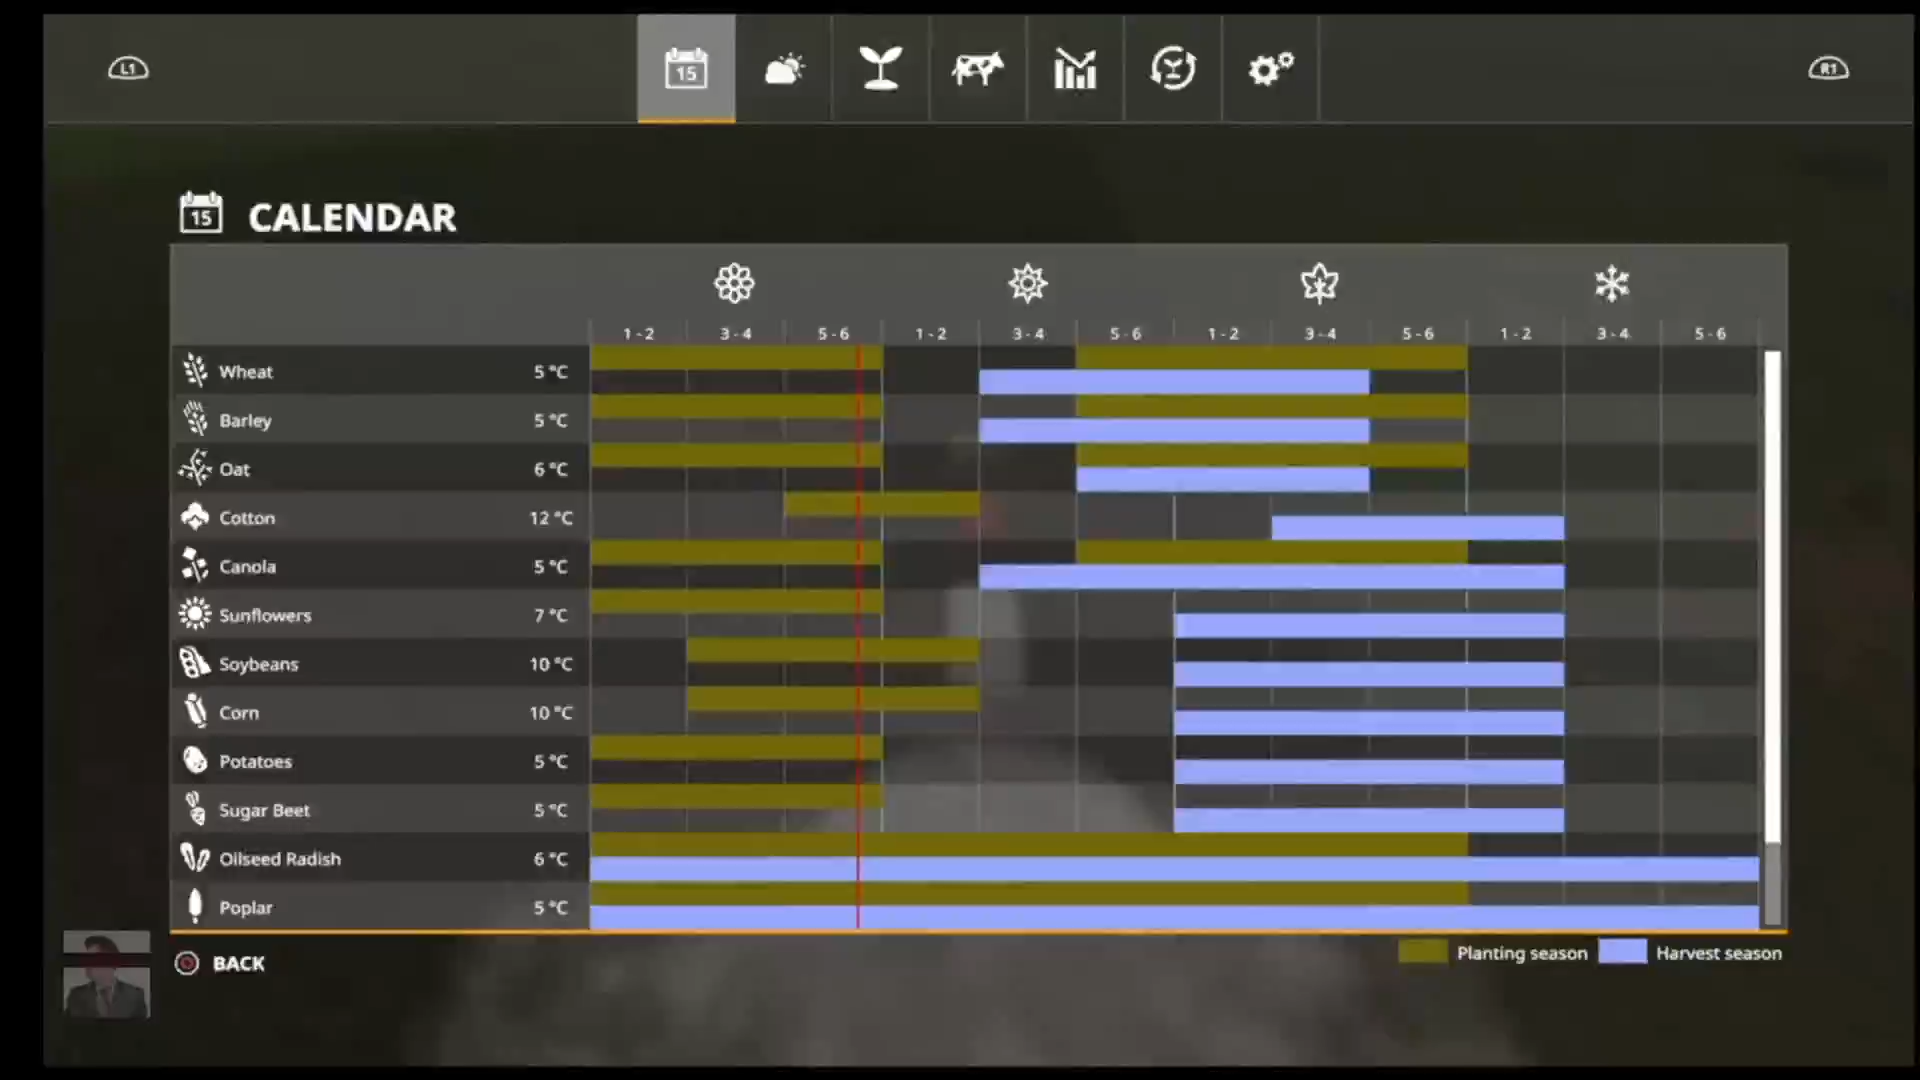 L1
15
R1
15 CALENDAR
1 - 2 3 - 4 5 - 6 1 - 2 3 - 4 5 - 6 1 - 2 3 - 4 5 - 6 1 - 2 3 - 4 5 - 6
Wheat 5 °C
Barley 5 °C
Oat 6 °C
Cotton 12 °C
Canola 5 °C
Sunflowers 7 °C
Soybeans 10 °C
Corn 10 °C
Potatoes 5 °C
Sugar Beet 5 °C
Oilseed Radish 6 °C
Poplar 5 °C
BACK
Planting season Harvest season